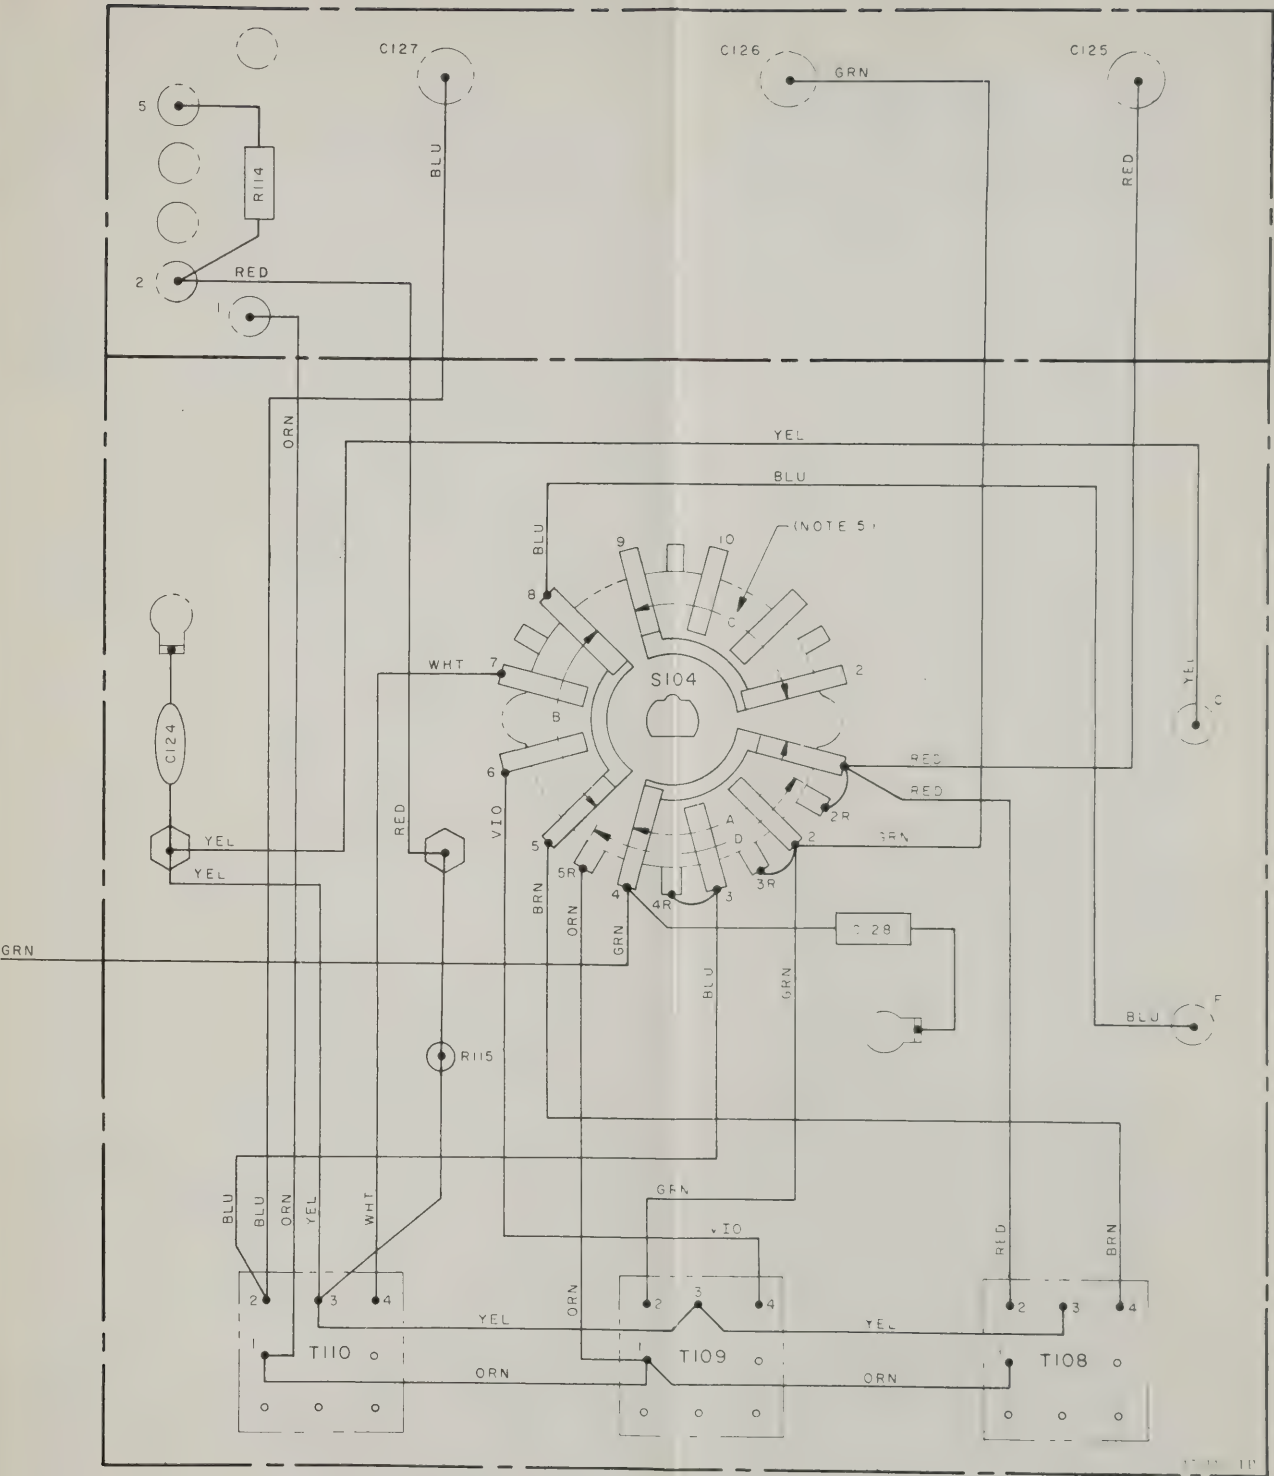 C127
C126
C125
GRN
5
BLU
RED
R114
2
RED
1
ORN
YEL
BLU
BLU
(NOTE 5)
9
10
8
C
7
WHT
2
S104
YEL
B
C124
6
RED
RED
VIO
RED
2R
A
D
YEL
5
2
GRN
YEL
5R
3R
BRN
ORN
4
4R
3
28
GRN
GRN
BLU
GRN
BLU
R115
GRN
BLU
BLU
ORN
YEL
WHT
IO
RED
BRN
2
3
4
ORN
2
3
4
2
3
4
YEL
YEL
1
T110
1
T109
T108
ORN
ORN